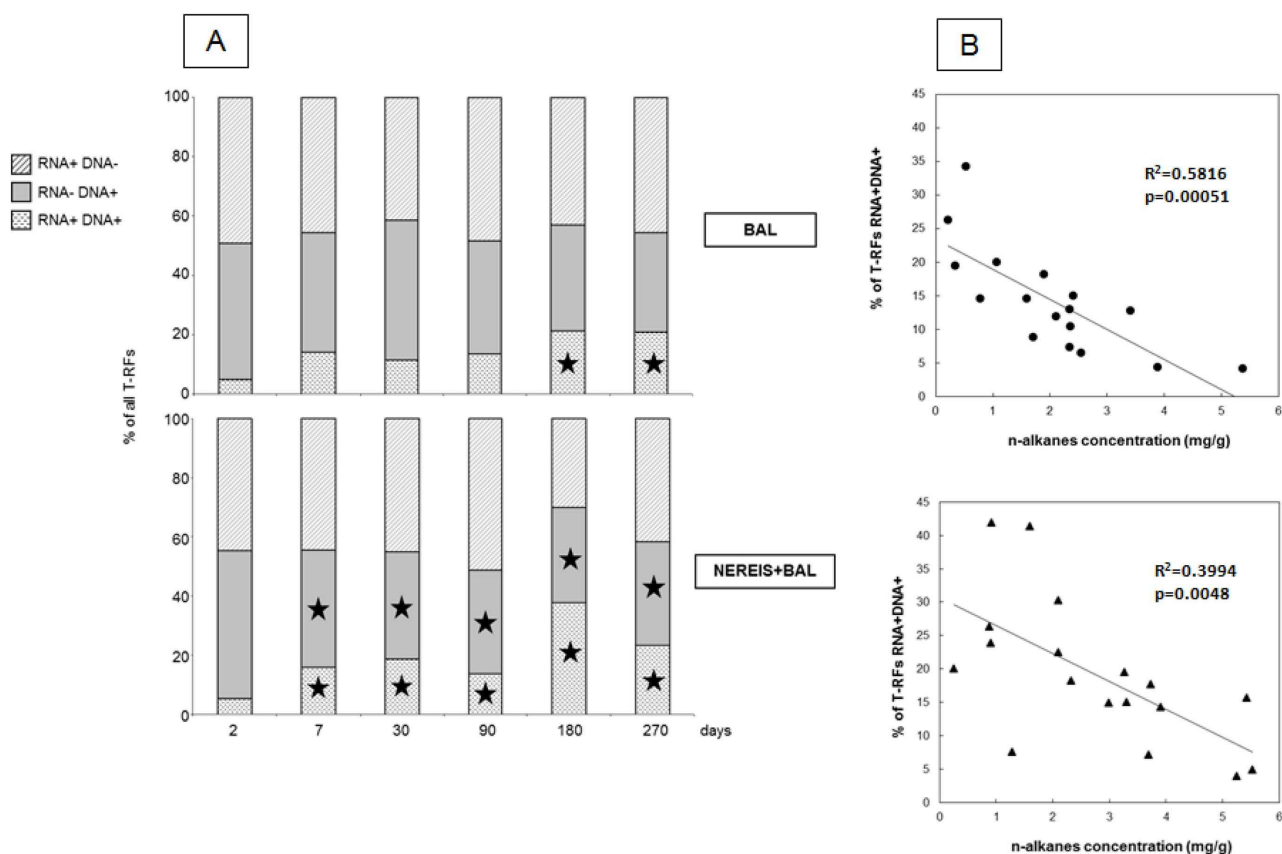 A
B
RNA+ DNA-
RNA- DNA+
RNA+ DNA+
% of all T-RFs
100
80
60
40
20
0
BAL
100
80
60
40
20
0
NEREIS+BAL
2 7 30 90 180 270 days
% of T-RFs RNA+DNA+
45
40
35
30
25
20
15
10
5
0
R²=0.5816
p=0.00051
0 1 2 3 4 5 6
n-alkanes concentration (mg/g)
% of T-RFs RNA+DNA+
45
40
35
30
25
20
15
10
5
0
R²=0.3994
p=0.0048
0 1 2 3 4 5 6
n-alkanes concentration (mg/g)